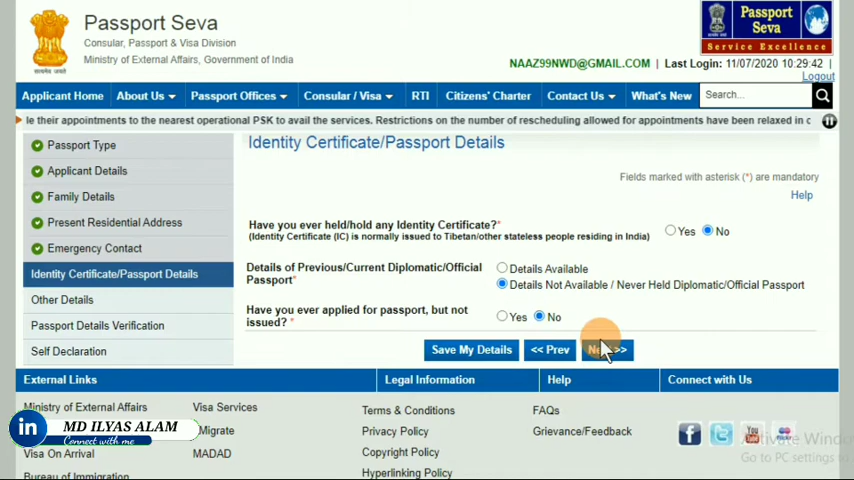 Passport Seva
Consular, Passport & Visa Division
Ministry of External Affairs, Government of India
Passport
Seva
Service Excellence
NAAZ99NWD@GMAIL.COM | Last Login: 11/07/2020 10:29:42 |
Logout
Applicant Home About Us Passport Offices Consular / Visa RTI Citizens' Charter Contact Us What's New Search...
le their appointments to the nearest operational PSK to avail the services. Restrictions on the number of rescheduling allowed for appointments have been relaxed in c
Passport Type
Applicant Details
Family Details
Present Residential Address
Emergency Contact
Identity Certificate/Passport Details
Other Details
Passport Details Verification
Self Declaration
Identity Certificate/Passport Details
Fields marked with asterisk (*) are mandatory
Help
Have you ever held/hold any Identity Certificate?* Yes No
(Identity Certificate (IC) is normally issued to Tibetan/other stateless people residing in India)
Details of Previous/Current Diplomatic/Official
Passport*
Details Available
Details Not Available / Never Held Diplomatic/Official Passport
Have you ever applied for passport, but not
issued? * Yes No
Save My Details << Prev >>
External Links Legal Information Help Connect with Us
Ministry of External Affairs Visa Services
Migrate
Visa On Arrival MADAD
Bureau of Immigration
Terms & Conditions
Privacy Policy
Copyright Policy
Hyperlinking Policy
FAQs
Grievance/Feedback
in MD ILYAS ALAM
Connect with me
f You
Activate Windo
Go to PC settings to